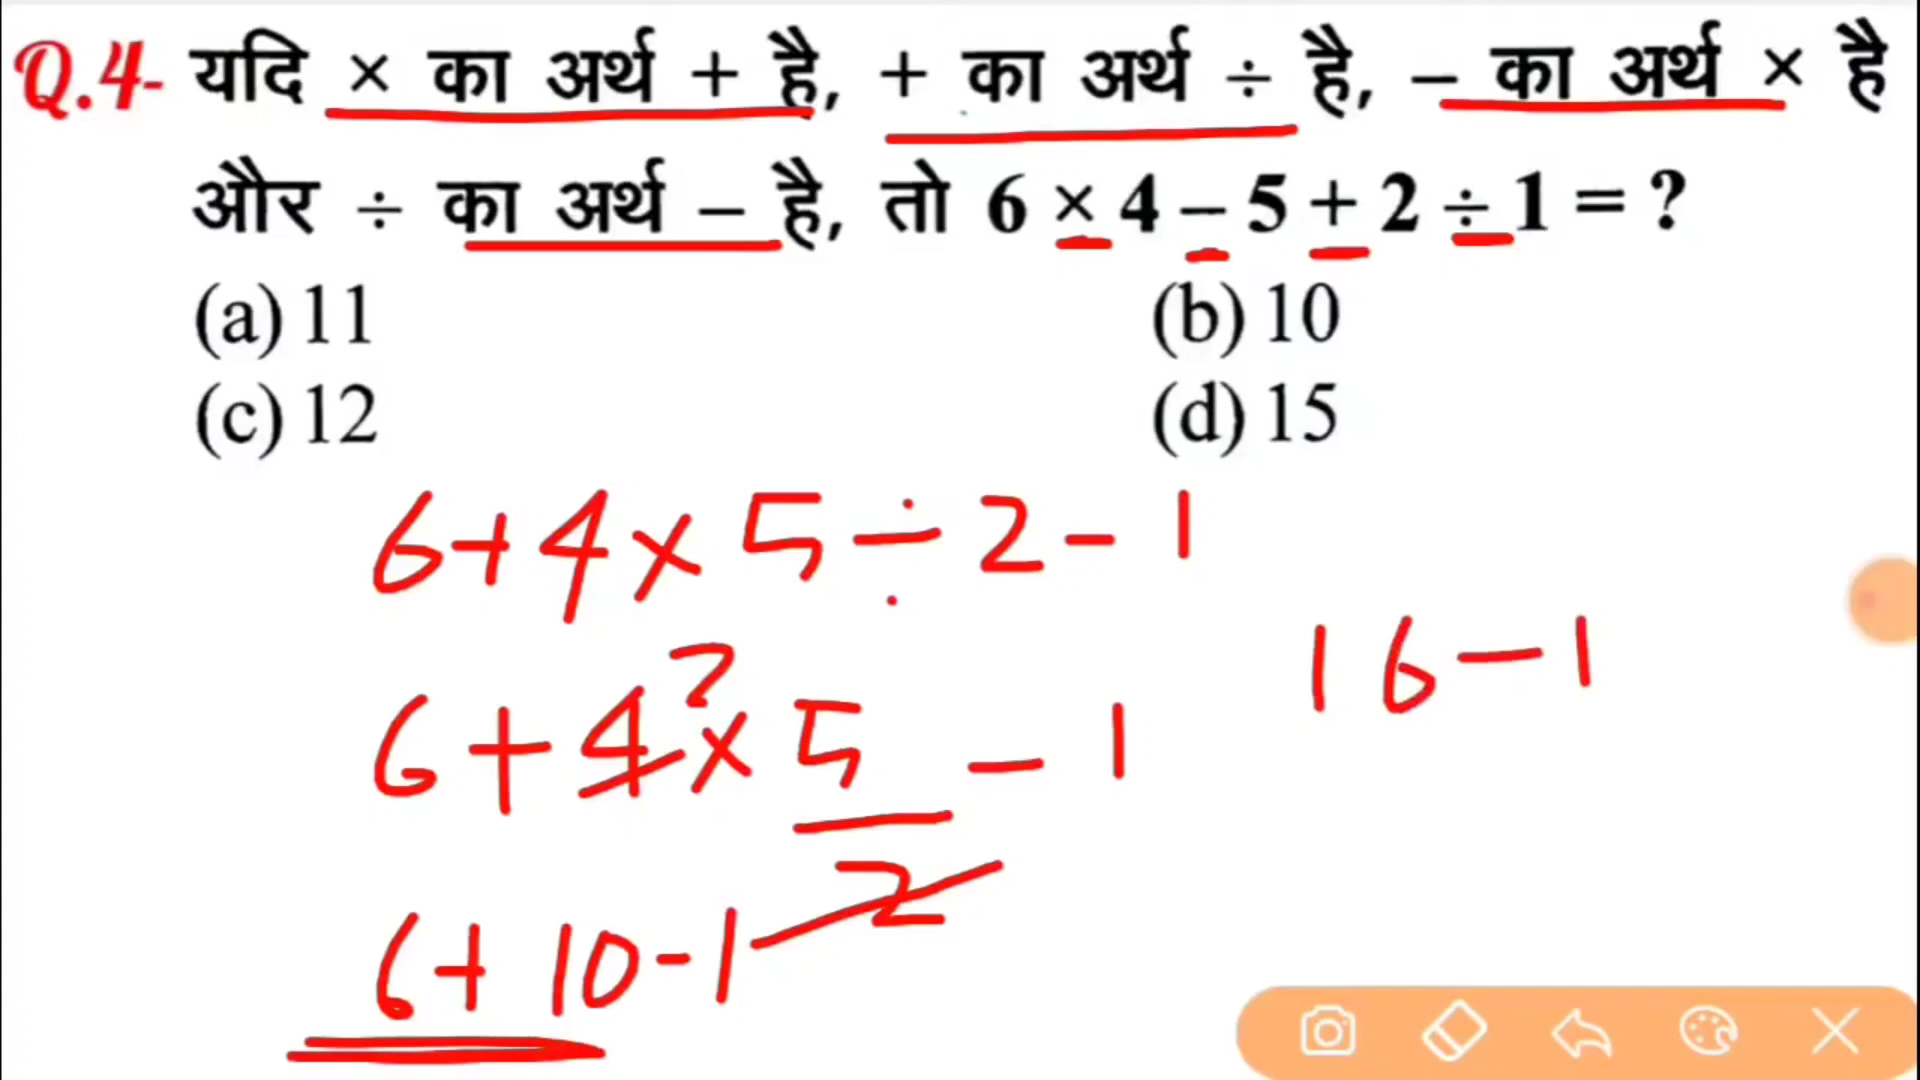 Q.4- यदि × का अर्थ + है, + का अर्थ ÷ है, – का अर्थ × है
और ÷ का अर्थ – है, तो 6 × 4 – 5 + 2 ÷ 1 = ?
(a) 11 (b) 10
(c) 12 (d) 15
6+4×5÷2-1
2
6+4×5-1
2
16-1
6+10-1